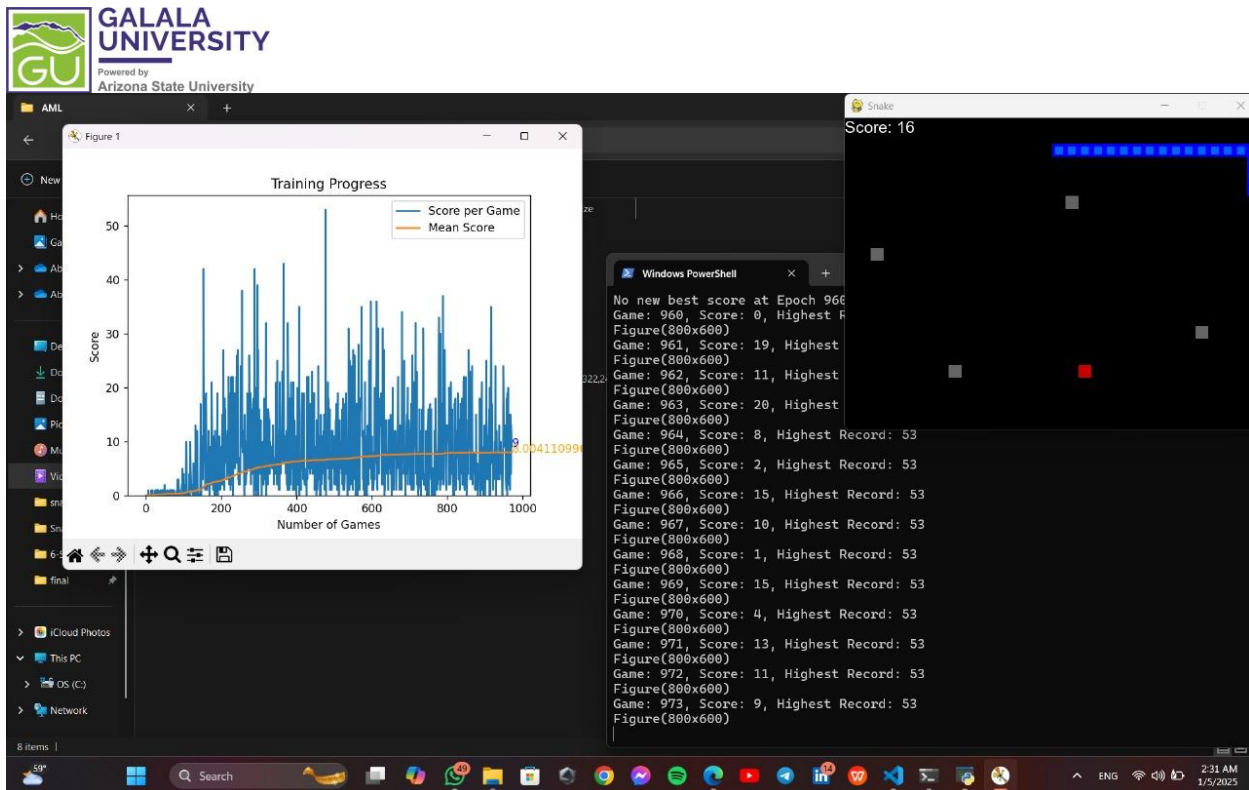 GALALA
UNIVERSITY
Powered by
Arizona State University
GU
AML
Snake
Score: 16
Figure 1
Training Progress
Score per Game
Mean Score
50
40
30
20
10
0
Score
9
0 200 400 600 800 1000
Number of Games
New
De
Do
Do
Pic
final
iCloud Photos
This PC
OS (C:)
Network
8 items
Windows PowerShell
No new best score at Epoch 960
Game: 960, Score: 0, Highest R
Figure(800x600)
Game: 961, Score: 19, Highest
Figure(800x600)
Game: 962, Score: 11, Highest
Figure(800x600)
Game: 963, Score: 20, Highest
Figure(800x600)
Game: 964, Score: 8, Highest Record: 53
Figure(800x600)
Game: 965, Score: 2, Highest Record: 53
Figure(800x600)
Game: 966, Score: 15, Highest Record: 53
Figure(800x600)
Game: 967, Score: 10, Highest Record: 53
Figure(800x600)
Game: 968, Score: 1, Highest Record: 53
Figure(800x600)
Game: 969, Score: 15, Highest Record: 53
Figure(800x600)
Game: 970, Score: 4, Highest Record: 53
Figure(800x600)
Game: 971, Score: 13, Highest Record: 53
Figure(800x600)
Game: 972, Score: 11, Highest Record: 53
Figure(800x600)
Game: 973, Score: 9, Highest Record: 53
Figure(800x600)
59°
Search
49
14
ENG
2:31 AM
1/5/2025